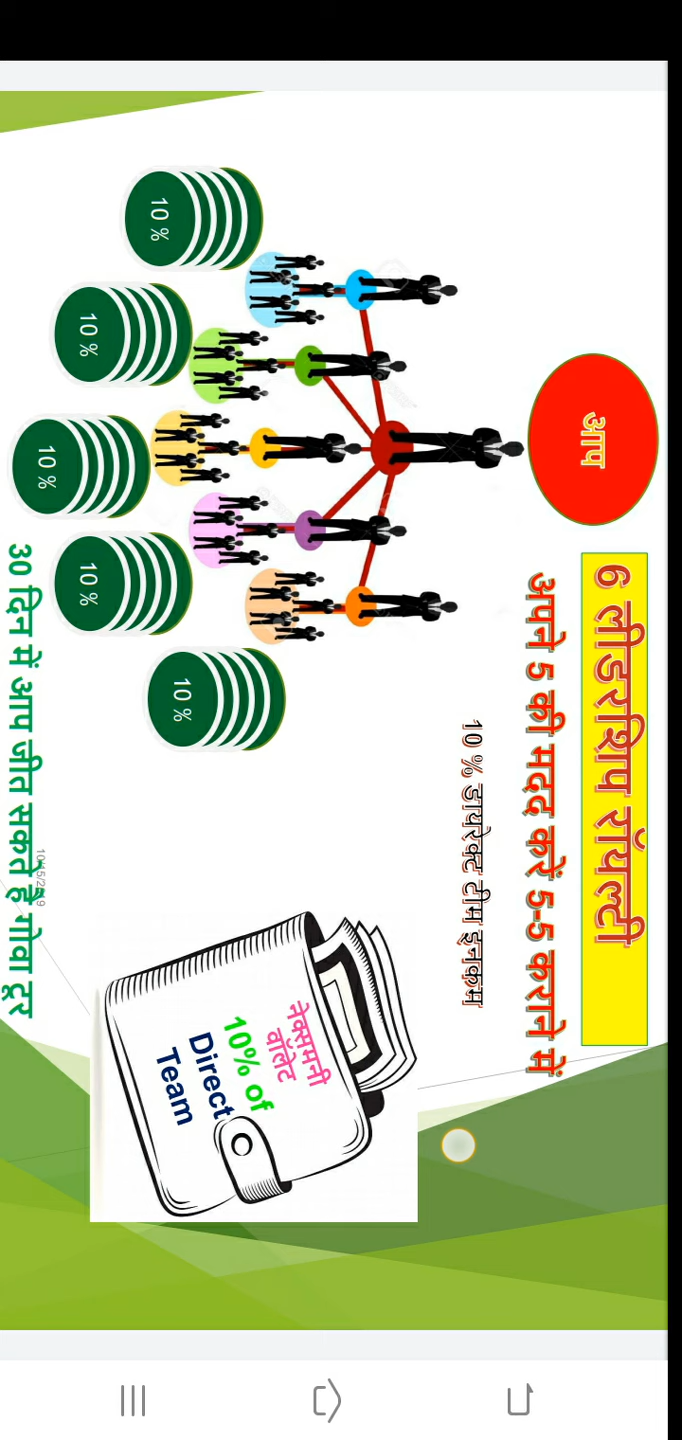 6 लीडरशिप रॉयल्टी
आप
अपने 5 की मदद करें 5-5 कराने में
10 % डायरेक्ट टीम इनकम
10 %
10 %
10 %
10 %
10 %
नेक्समनी
वॉलेट
10% of
Direct
Team
30 दिन में आप जीत सकते है गोवा टूर